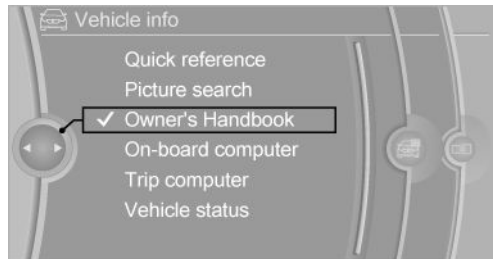 Vehicle info
Quick reference
Picture search
Owner's Handbook
On-board computer
Trip computer
Vehicle status